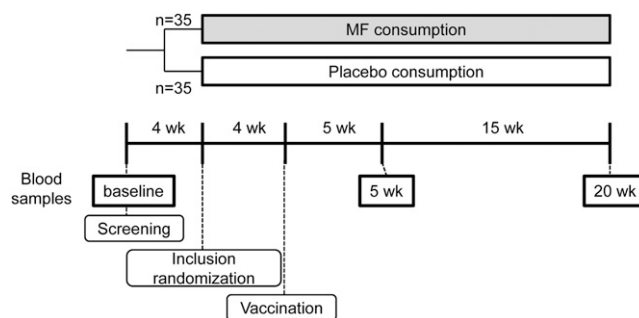 n=35
MF consumption
Placebo consumption
n=35
4 wk
4 wk
5 wk
15 wk
Blood
samples
baseline
5 wk
20 wk
Screening
Inclusion
randomization
Vaccination